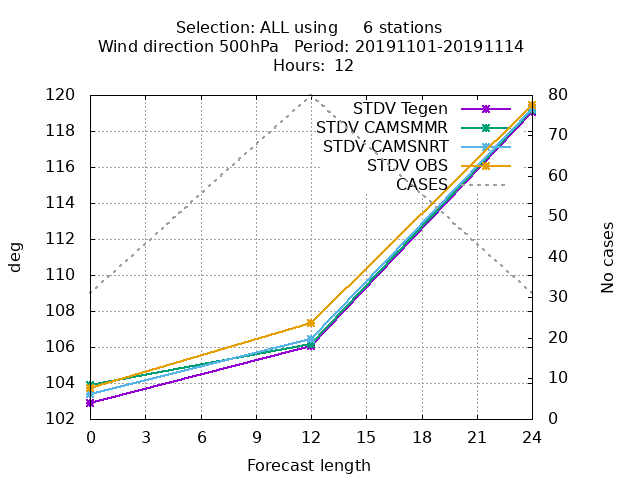 Selection: ALL using     6 stations
Wind direction 500hPa   Period: 20191101-20191114
Hours: 12
120
118
116
114
112
110
108
106
104
102
deg
80
70
60
50
40
30
20
10
0
No cases
STDV Tegen
STDV CAMSMMR
STDV CAMSNRT
STDV OBS
CASES
0 3 6 9 12 15 18 21 24
Forecast length